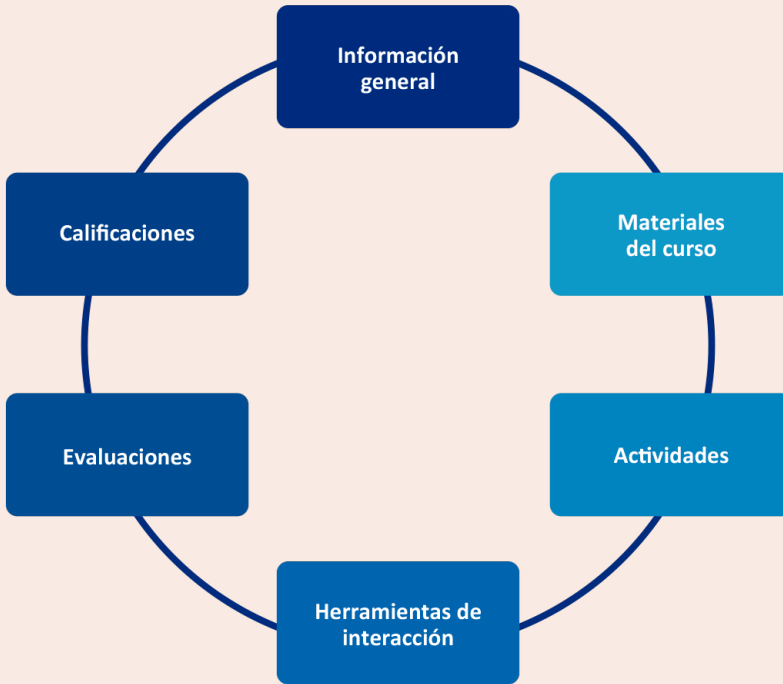 Información
general
Materiales
del curso
Actividades
Herramientas de
interacción
Evaluaciones
Calificaciones